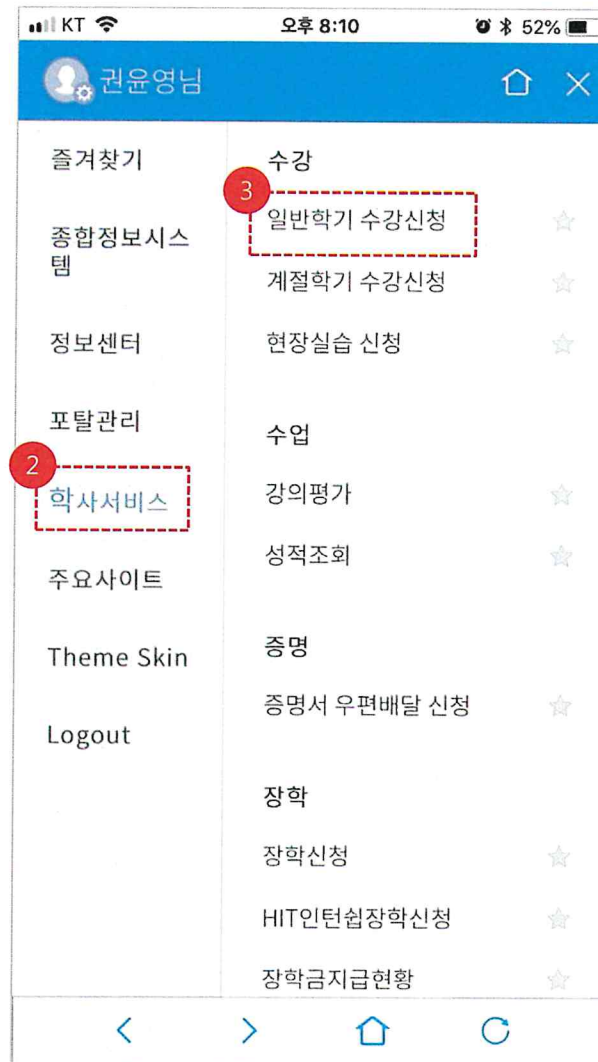 KT 오후 8:10 52%
권윤영님
즐겨찾기
종합정보시스
템
정보센터
포탈관리
2
학사서비스
주요사이트
Theme Skin
Logout
수강
3
일반학기 수강신청
계절학기 수강신청
현장실습 신청
수업
강의평가
성적조회
증명
증명서 우편배달 신청
장학
장학신청
HIT인턴쉽장학신청
장학금지급현황